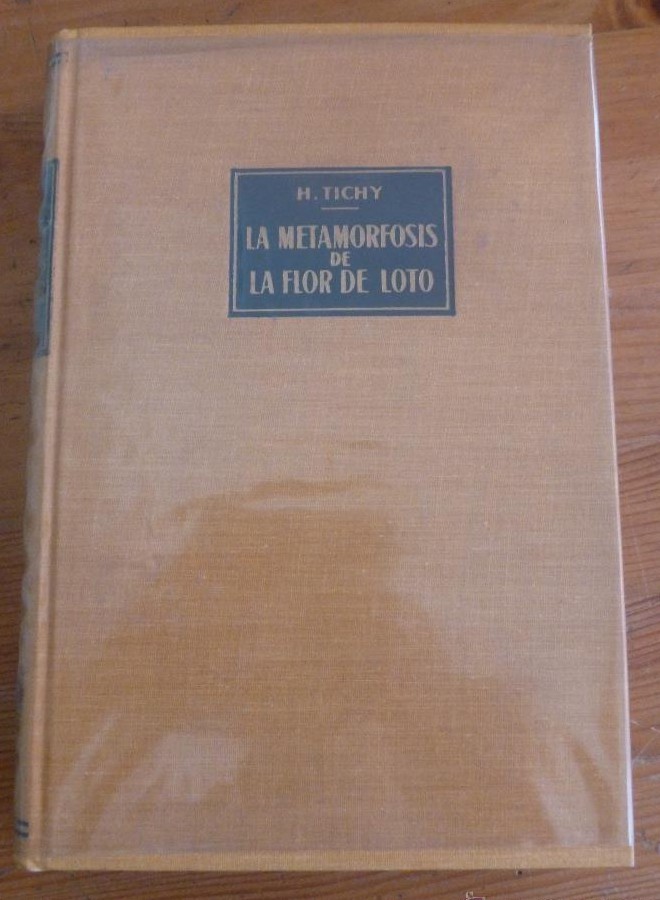 H. TICHY
LA METAMORFOSIS
DE
LA FLOR DE LOTO